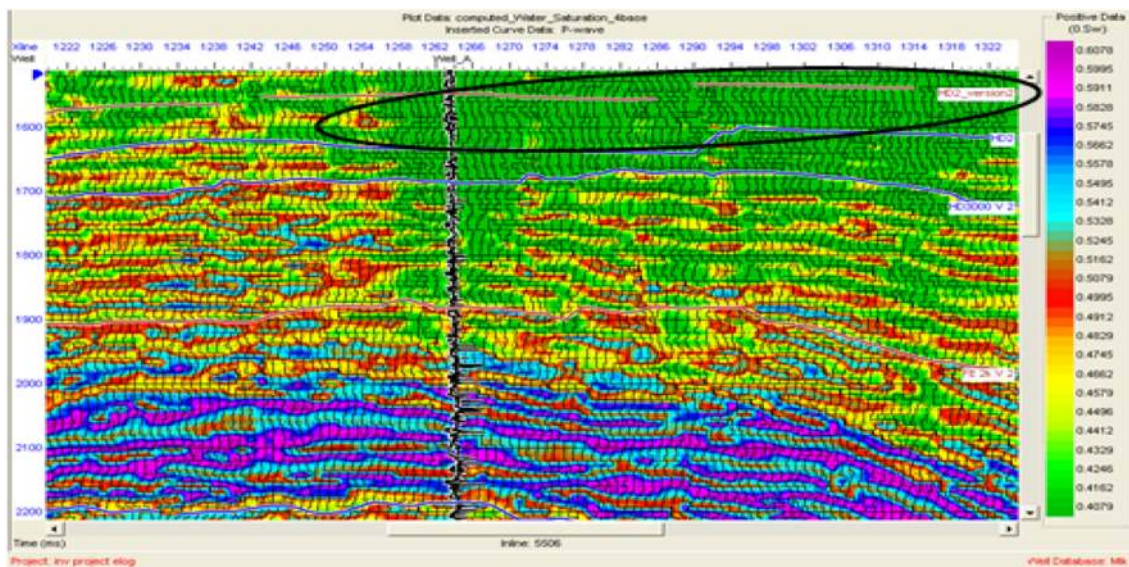 Plot Data: computed_Water_Saturation_4base
Inserted Curve Data: P-wave
Positive Data
(0.Sw)
Xline 1222 1226 1230 1234 1238 1242 1246 1250 1254 1258 1262 1266 1270 1274 1278 1282 1286 1290 1294 1298 1302 1306 1310 1314 1318 1322
Well Well_A
HD2_version2
1600
HD2
1700
HD3000 V 2
1800
1900
2000
2100
2200
0.6078
0.5995
0.5911
0.5828
0.5745
0.5662
0.5578
0.5495
0.5412
0.5328
0.5245
0.5162
0.5079
0.4995
0.4912
0.4829
0.4745
0.4662
0.4579
0.4496
0.4412
0.4329
0.4246
0.4162
0.4079
Time (ms)
Inline: 5506
Project: inv project elog
Well Database: Mlk